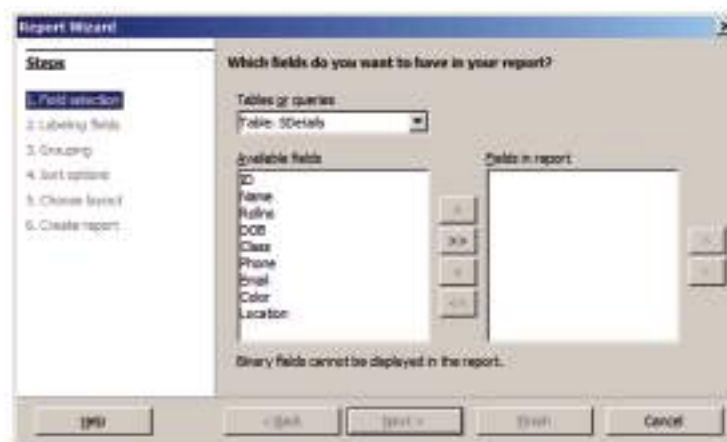 Report Wizard
Steps
1. Field selection
2. Labeling fields
3. Grouping
4. Sort options
5. Choose layout
6. Create report
Which fields do you want to have in your report?
Tables or queries
Table: SDetails
Available fields
ID
Name
Rollno
DOB
Class
Phone
Email
Color
Location
>
>>
<
<<
Fields in report
Binary fields cannot be displayed in the report.
Help
< Back
Next >
Finish
Cancel